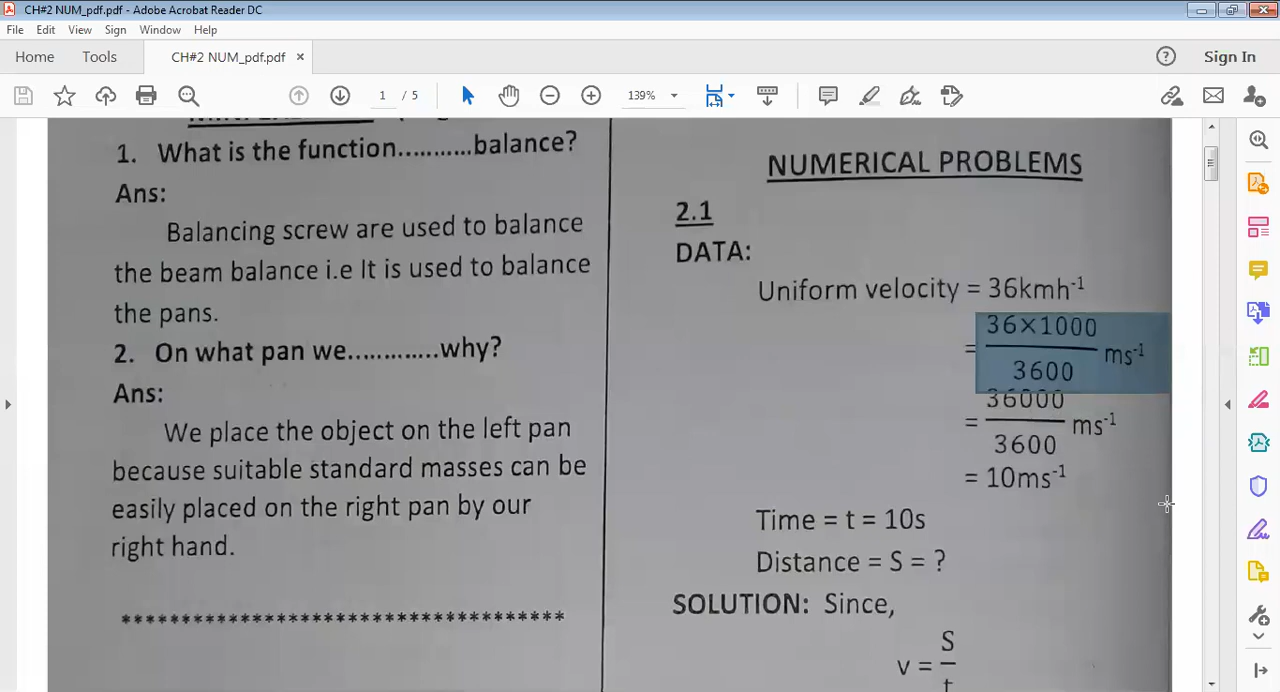 CH#2 NUM_pdf.pdf - Adobe Acrobat Reader DC
File Edit View Sign Window Help
Home Tools CH#2 NUM_pdf.pdf × Sign In
1 / 5 139%
1. What is the function...........balance?
Ans:
Balancing screw are used to balance
the beam balance i.e It is used to balance
the pans.
2. On what pan we.............why?
Ans:
We place the object on the left pan
because suitable standard masses can be
easily placed on the right pan by our
right hand.
************************************
NUMERICAL PROBLEMS
2.1
DATA:
Uniform velocity = 36kmh⁻¹
36×1000
= ms⁻¹
3600
36000
= ms⁻¹
3600
= 10ms⁻¹
Time = t = 10s
Distance = S = ?
SOLUTION: Since,
S
v =
t